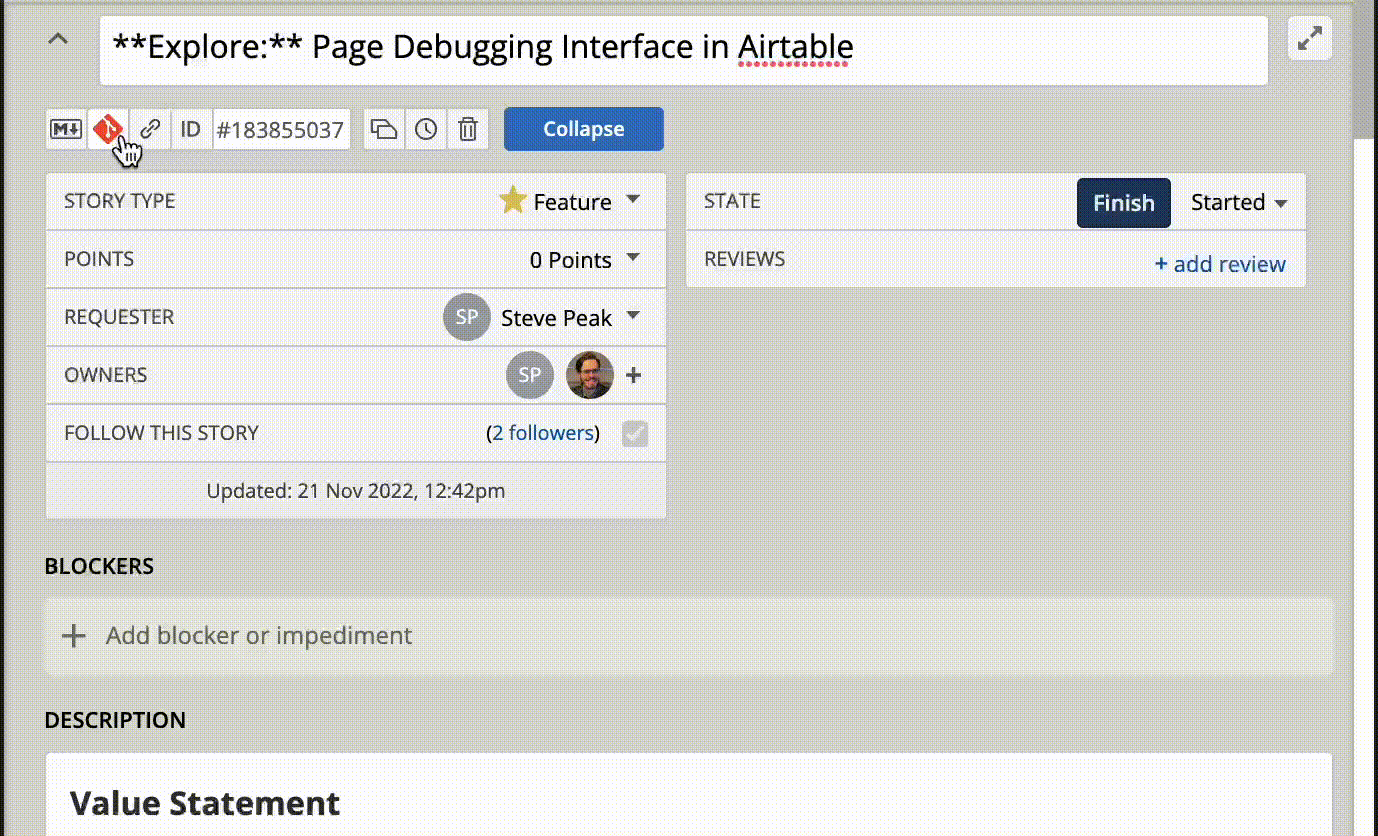 **Explore:** Page Debugging Interface in Airtable
M ID #183855037 Collapse
STORY TYPE Feature
POINTS 0 Points
REQUESTER SP Steve Peak
OWNERS SP +
FOLLOW THIS STORY (2 followers)
Updated: 21 Nov 2022, 12:42pm
STATE Finish Started
REVIEWS + add review
BLOCKERS
+ Add blocker or impediment
DESCRIPTION
Value Statement